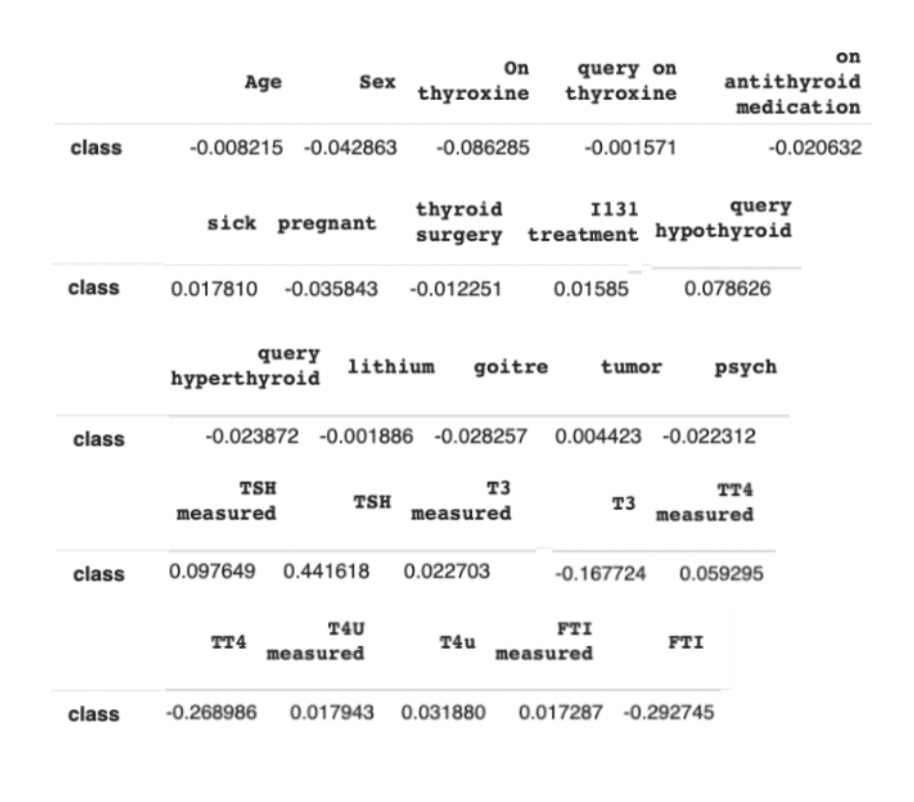 Age Sex On thyroxine query on thyroxine on antithyroid medication
class -0.008215 -0.042863 -0.086285 -0.001571 -0.020632
sick pregnant thyroid surgery I131 treatment query hypothyroid
class 0.017810 -0.035843 -0.012251 0.01585 0.078626
query hyperthyroid lithium goitre tumor psych
class -0.023872 -0.001886 -0.028257 0.004423 -0.022312
TSH measured TSH T3 measured T3 TT4 measured
class 0.097649 0.441618 0.022703 -0.167724 0.059295
TT4 T4U measured T4u FTI measured FTI
class -0.268986 0.017943 0.031880 0.017287 -0.292745